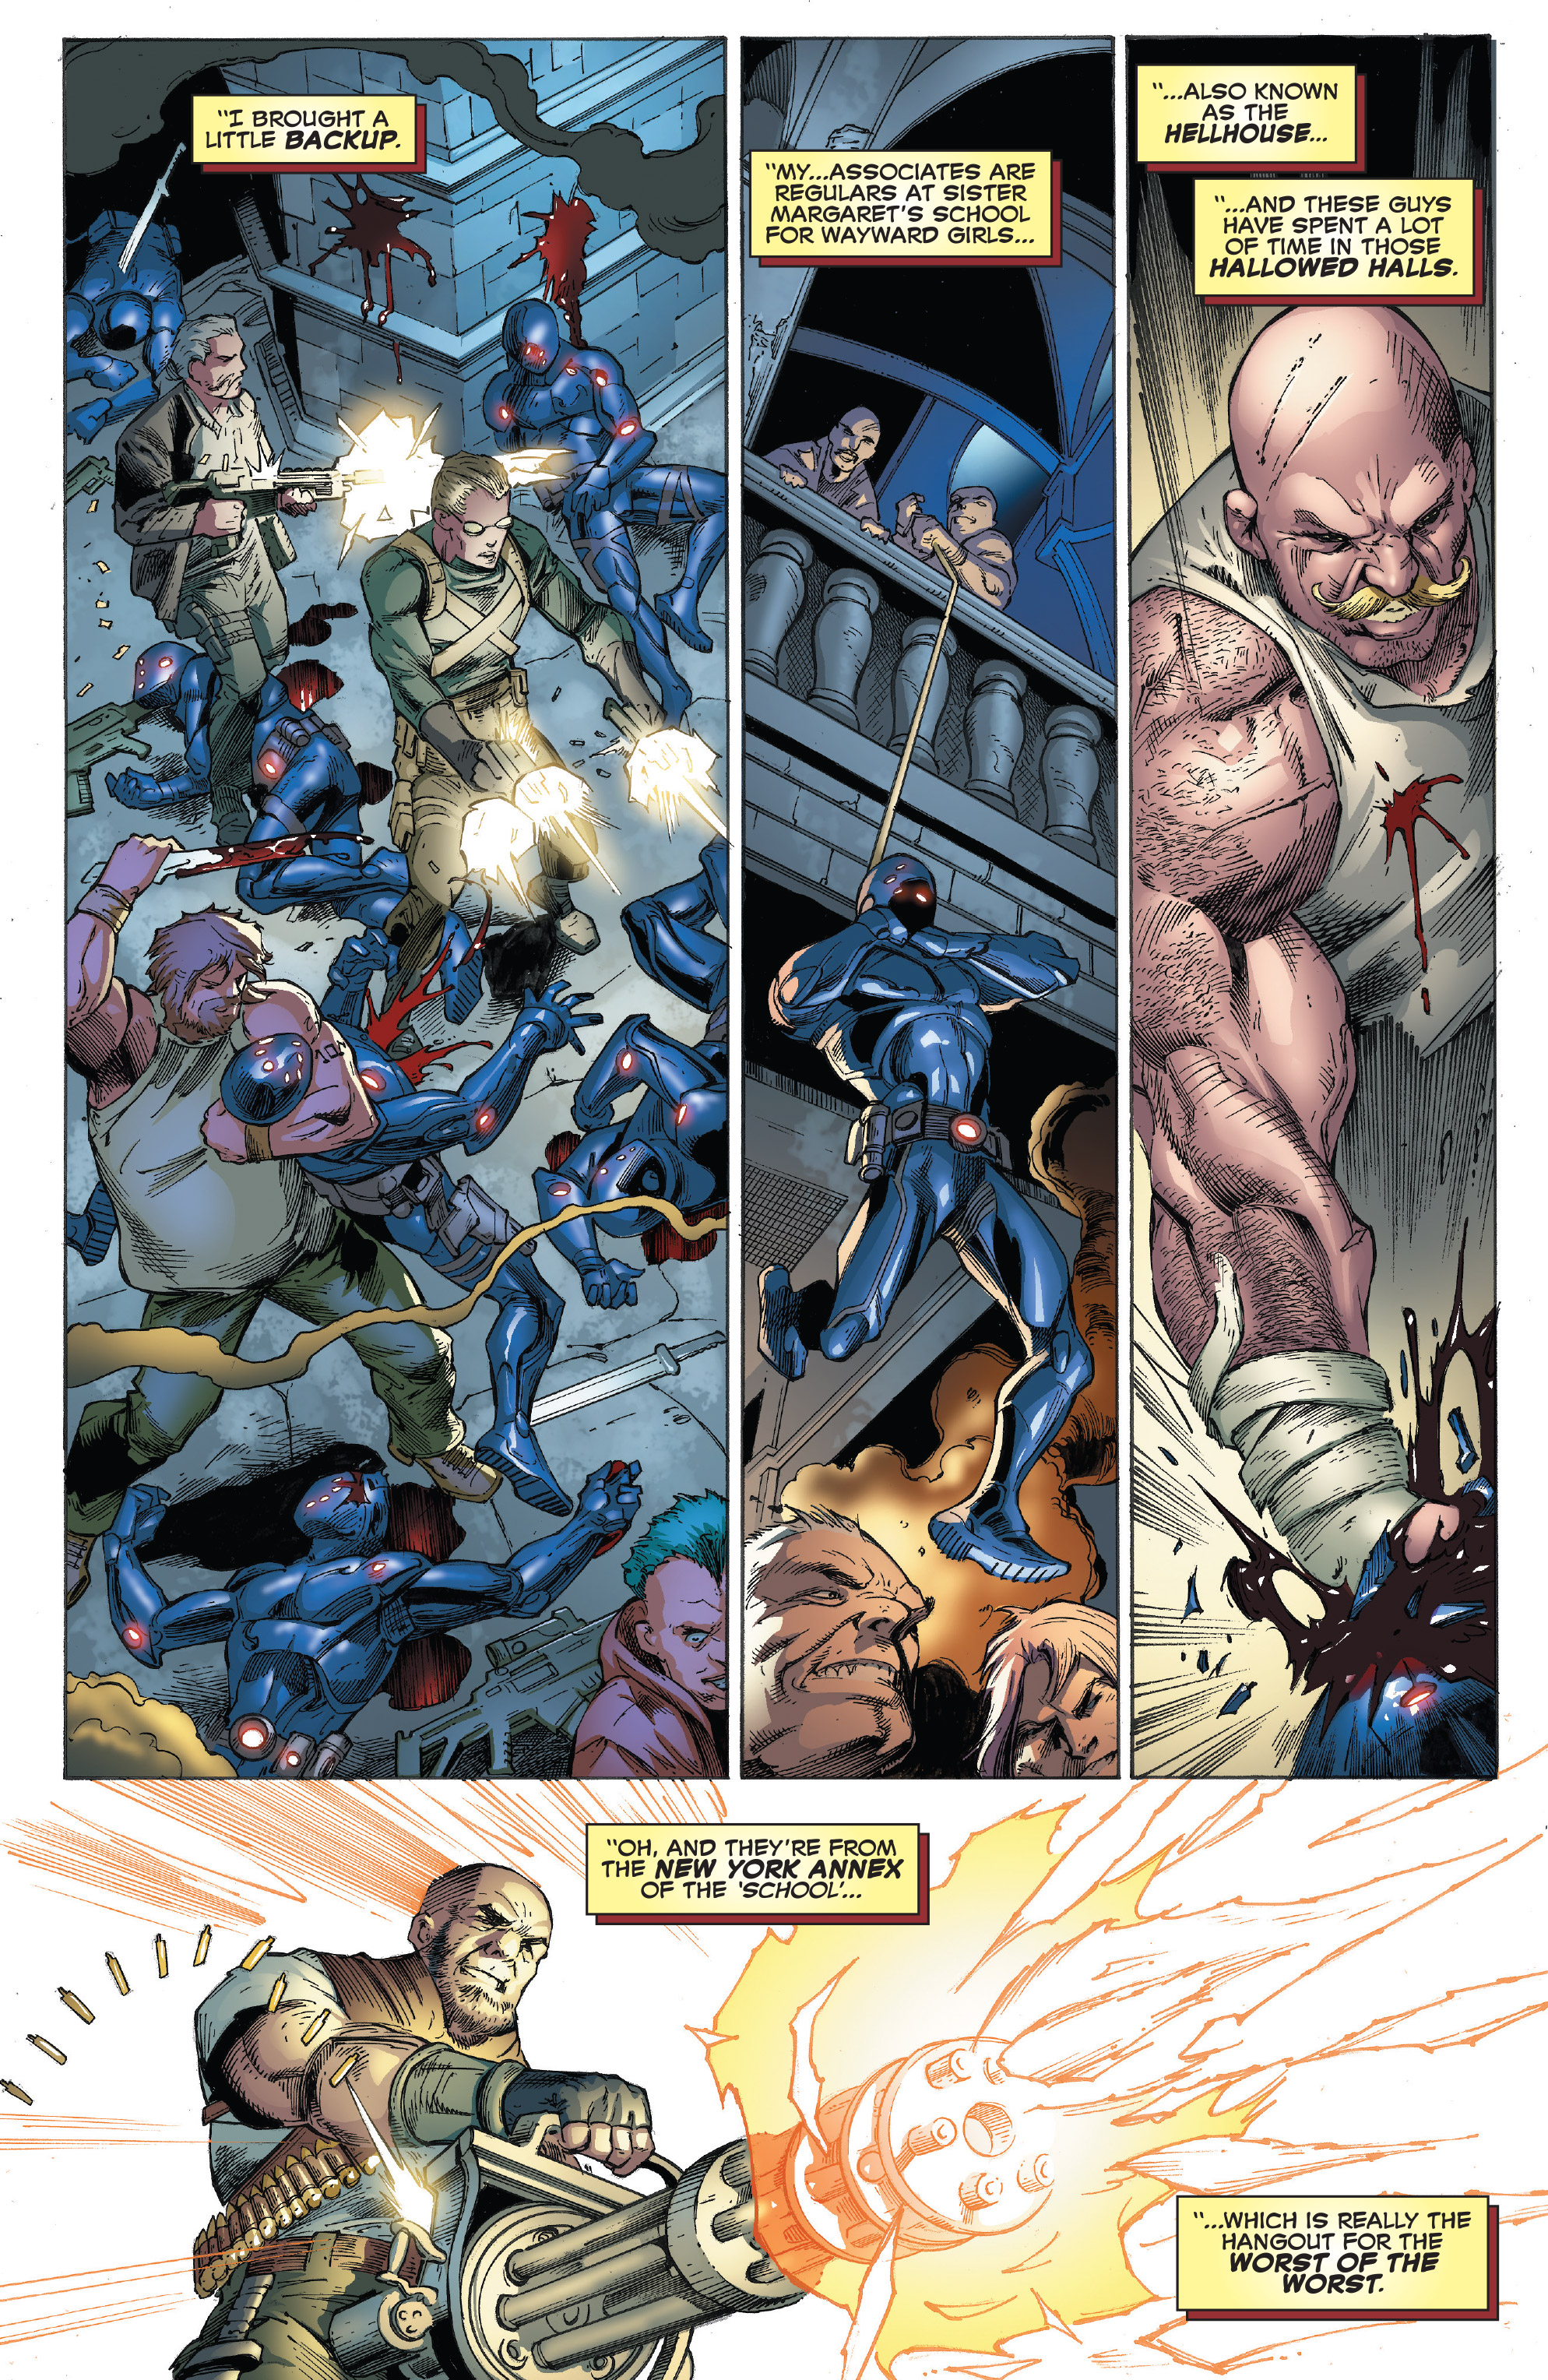 "I BROUGHT A
LITTLE BACKUP.
"MY...ASSOCIATES ARE
REGULARS AT SISTER
MARGARET'S SCHOOL
FOR WAYWARD GIRLS...
"...ALSO KNOWN
AS THE
HELLHOUSE...
"...AND THESE GUYS
HAVE SPENT A LOT
OF TIME IN THOSE
HALLOWED HALLS.
"OH, AND THEY'RE FROM
THE NEW YORK ANNEX
OF THE 'SCHOOL'...
"...WHICH IS REALLY THE
HANGOUT FOR THE
WORST OF THE
WORST.